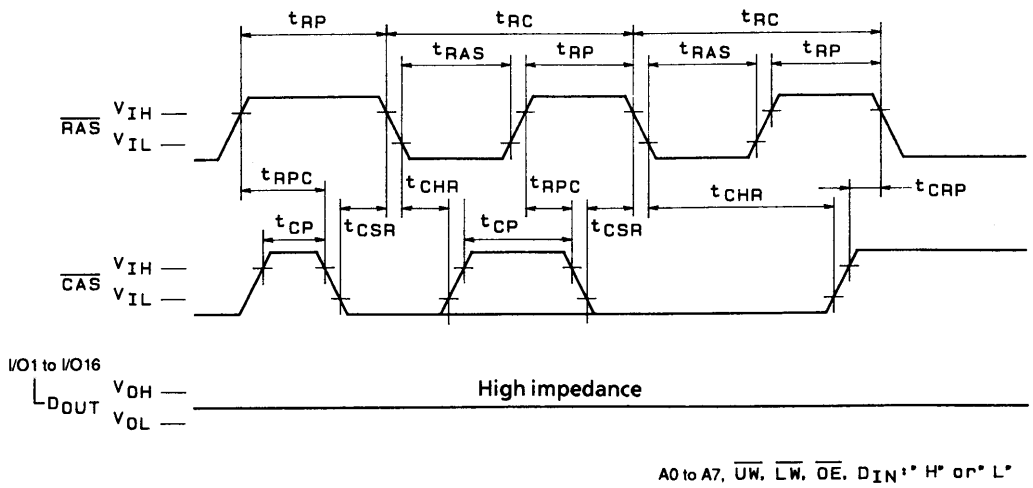 tRP tRC tRC
tRAS tRP tRAS tRP
RAS VIH
VIL
tRPC tCHR tRPC tCHR tCRP
tCP tCSR tCP tCSR
CAS VIH
VIL
I/O1 to I/O16
DOUT VOH High impedance
VOL
A0 to A7, UW, LW, OE, DIN : " H" or " L"